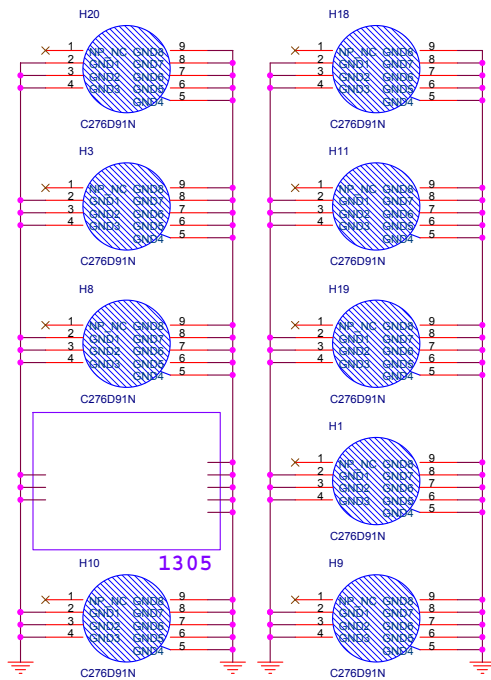 H20
1 NP_NC GND8 9
2 GND1 GND7 8
3 GND2 GND6 7
4 GND3 GND5 6
GND4 5
C276D91N
H3
1 NP_NC GND8 9
2 GND1 GND7 8
3 GND2 GND6 7
4 GND3 GND5 6
GND4 5
C276D91N
H8
1 NP_NC GND8 9
2 GND1 GND7 8
3 GND2 GND6 7
4 GND3 GND5 6
GND4 5
C276D91N
1305
H10
1 NP_NC GND8 9
2 GND1 GND7 8
3 GND2 GND6 7
4 GND3 GND5 6
GND4 5
C276D91N
H18
1 NP_NC GND8 9
2 GND1 GND7 8
3 GND2 GND6 7
4 GND3 GND5 6
GND4 5
C276D91N
H11
1 NP_NC GND8 9
2 GND1 GND7 8
3 GND2 GND6 7
4 GND3 GND5 6
GND4 5
C276D91N
H19
1 NP_NC GND8 9
2 GND1 GND7 8
3 GND2 GND6 7
4 GND3 GND5 6
GND4 5
C276D91N
H1
1 NP_NC GND8 9
2 GND1 GND7 8
3 GND2 GND6 7
4 GND3 GND5 6
GND4 5
C276D91N
H9
1 NP_NC GND8 9
2 GND1 GND7 8
3 GND2 GND6 7
4 GND3 GND5 6
GND4 5
C276D91N